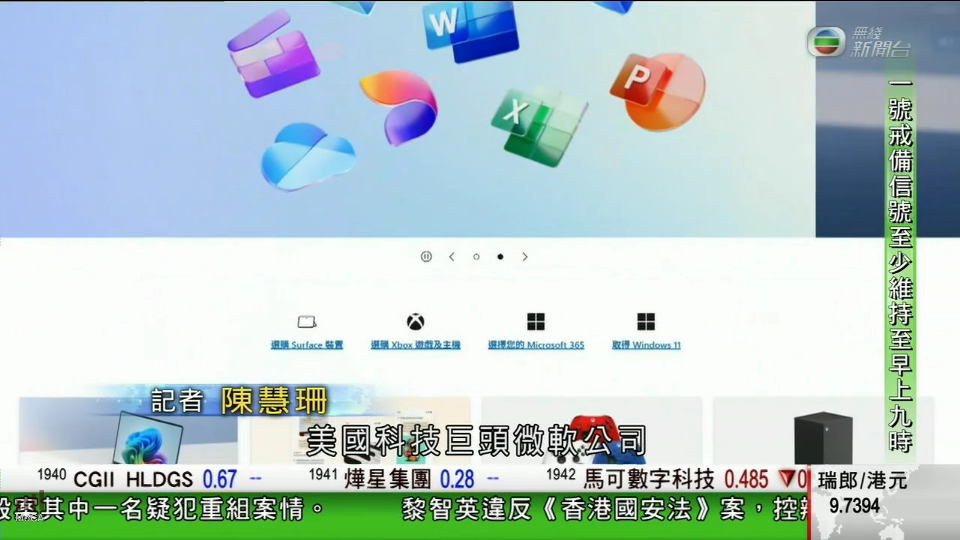 W
X
P
無綫
新聞台
一號戒備信號至少維持至早上九時
選購 Surface 裝置
選購 Xbox 遊戲及主機
選擇您的 Microsoft 365
取得 Windows 11
記者 陳慧珊
美國科技巨頭微軟公司
1940 CGII HLDGS 0.67 --
1941 燁星集團 0.28 --
1942 馬可數字科技 0.485 ▼0
瑞郎/港元
9.7394
其中一名疑犯重組案情。 黎智英違反《香港國安法》案，控辯